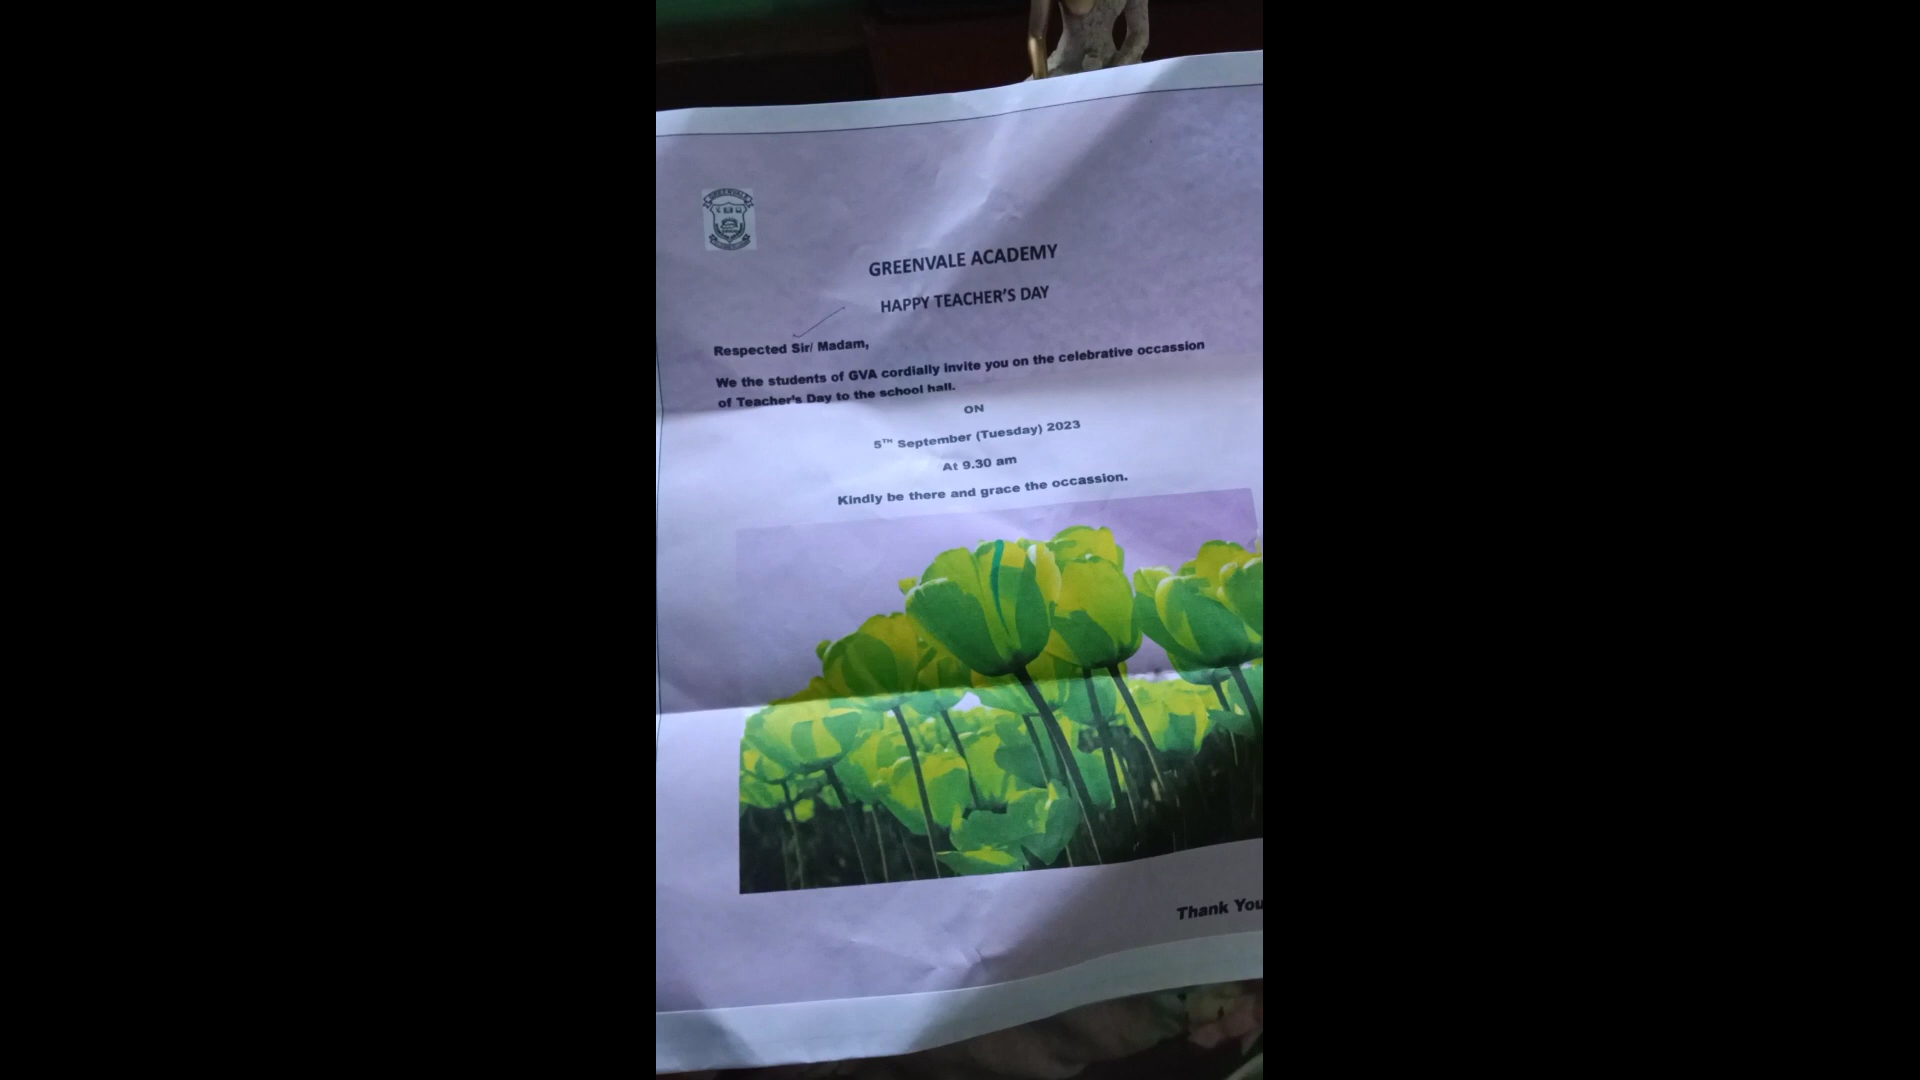 GREENVALE
GREENVALE ACADEMY
HAPPY TEACHER'S DAY
Respected Sir/ Madam,
We the students of GVA cordially invite you on the celebrative occassion
of Teacher's Day to the school hall.
ON
5TH September (Tuesday) 2023
At 9.30 am
Kindly be there and grace the occassion.
Thank You